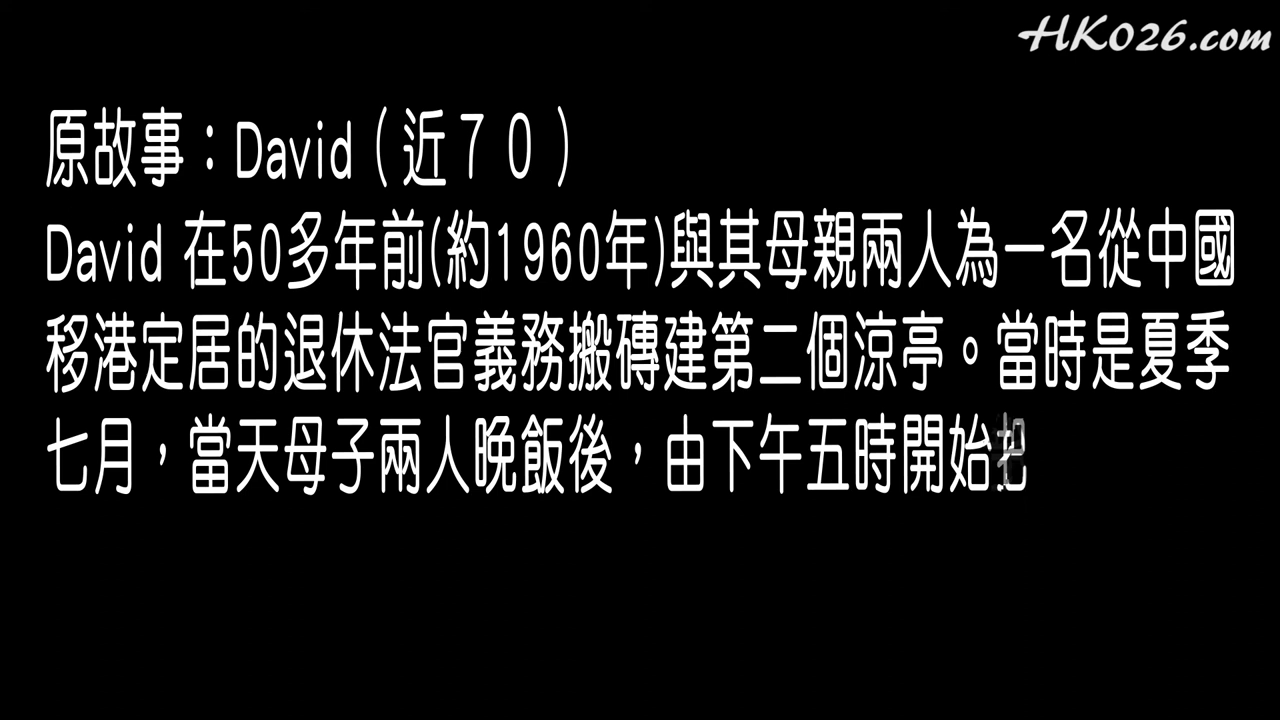 HK026.com
原故事：David（近７０）
David 在50多年前(約1960年)與其母親兩人為一名從中國
移港定居的退休法官義務搬磚建第二個涼亭。當時是夏季
七月，當天母子兩人晚飯後，由下午五時開始